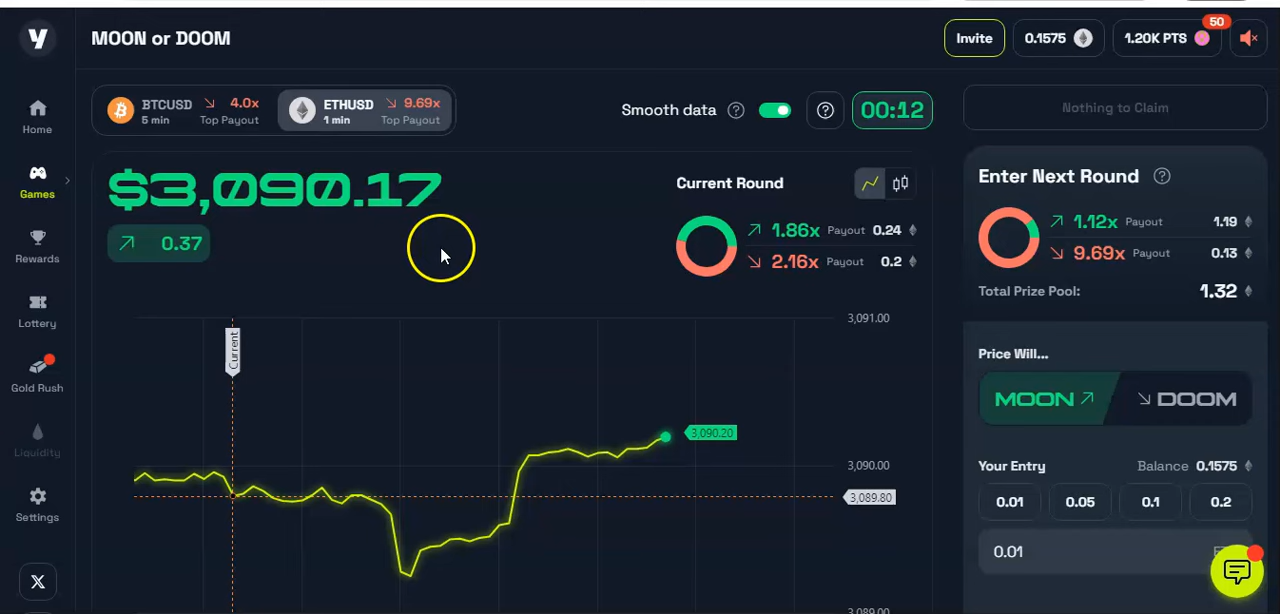 MOON or DOOM
Invite
0.1575
1.20K PTS
50
Home
Games
Rewards
Lottery
Gold Rush
Liquidity
Settings
BTCUSD 4.0x
5 min Top Payout
ETHUSD 9.69x
1 min Top Payout
Smooth data
00:12
Nothing to Claim
$3,090.17
0.37
Current Round
1.86x Payout 0.24
2.16x Payout 0.2
Enter Next Round
1.12x Payout 1.19
9.69x Payout 0.13
Total Prize Pool: 1.32
Current
3,091.00
3,090.20
3,090.00
3,089.80
3,089.00
Price Will...
MOON DOOM
Your Entry Balance 0.1575
0.01 0.05 0.1 0.2
0.01